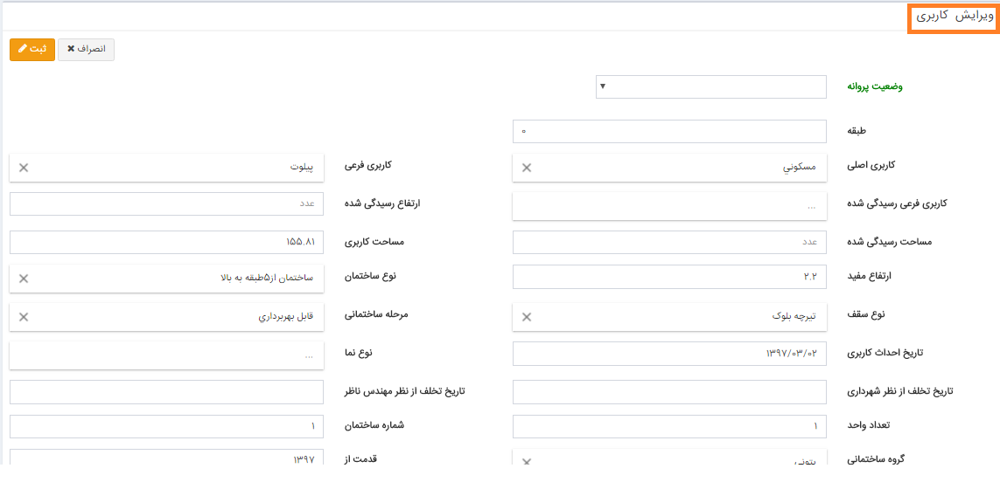 ویرایش کاربری
انصراف ثبت
وضعیت پروانه
طبقه ۰
کاربری اصلی مسکوني کاربری فرعی پیلوت
کاربری فرعی رسیدگی شده ... ارتفاع رسیدگی شده عدد
مساحت رسیدگی شده عدد مساحت کاربری ۱۵۵.۸۱
ارتفاع مفید ۲.۲ نوع ساختمان ساختمان از۵طبقه به بالا
نوع سقف تیرچه بلوک مرحله ساختمانی قابل بهربرداري
تاریخ احداث کاربری ۱۳۹۷/۰۳/۰۲ نوع نما ...
تاریخ تخلف از نظر شهرداری تاریخ تخلف از نظر مهندس ناظر
تعداد واحد ۱ شماره ساختمان ۱
گروه ساختمانی بتونی قدمت از ۱۳۹۷